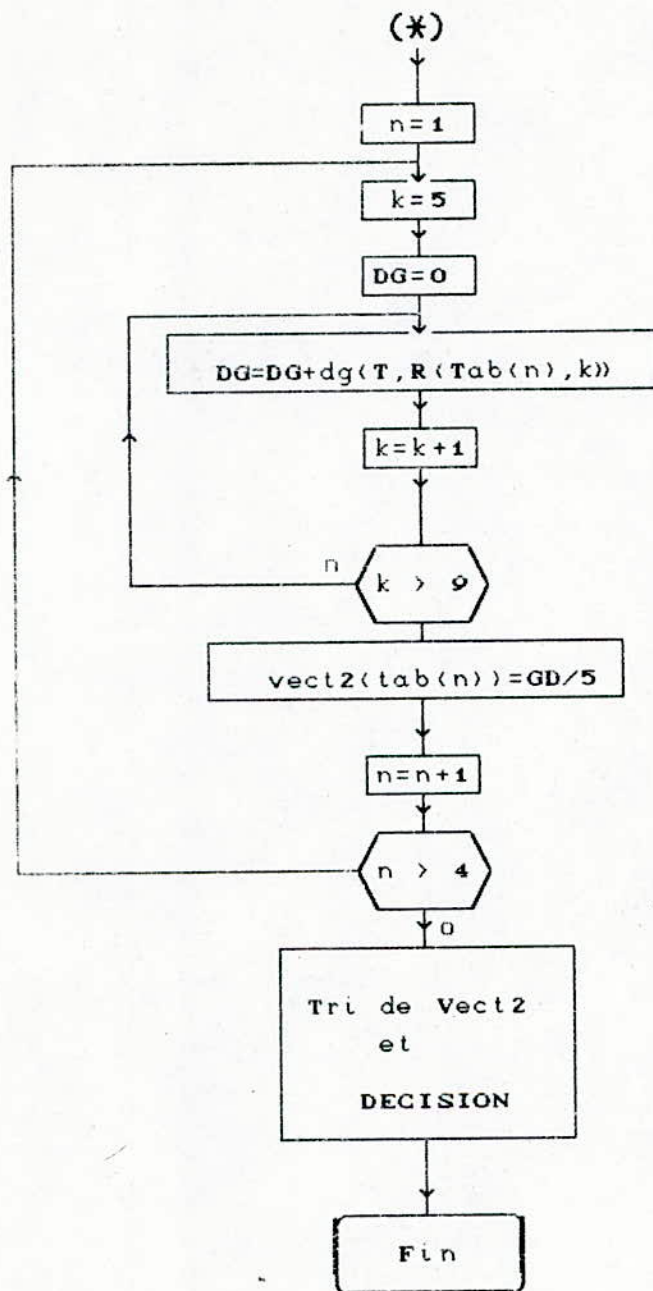 (*)
n=1
k=5
DG=0
DG=DG+dg(T,R(Tab(n),k))
k=k+1
n
k > 9
vect2(tab(n))=GD/5
n=n+1
n > 4
o
Tri de Vect2
et
DECISION
Fin